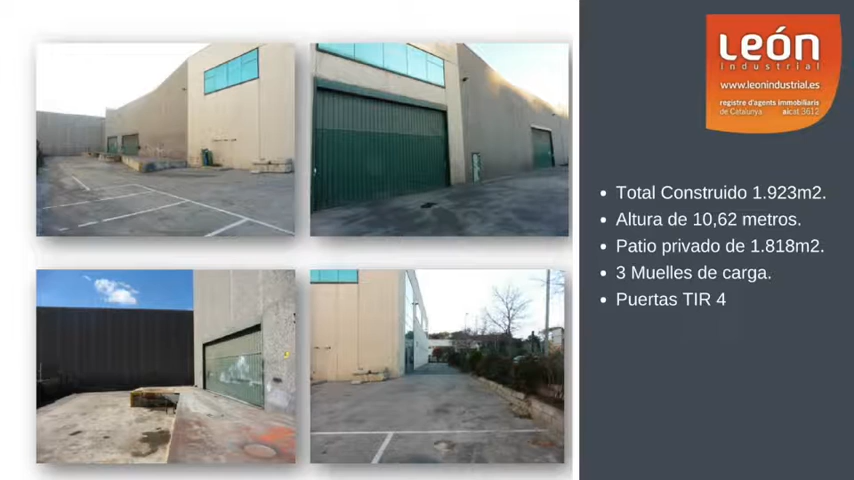 león
industrial
www.leonindustrial.es
registre d'agents immobiliaris
de Catalunya aicat 3612
Total Construido 1.923m2.
Altura de 10,62 metros.
Patio privado de 1.818m2.
3 Muelles de carga.
Puertas TIR 4